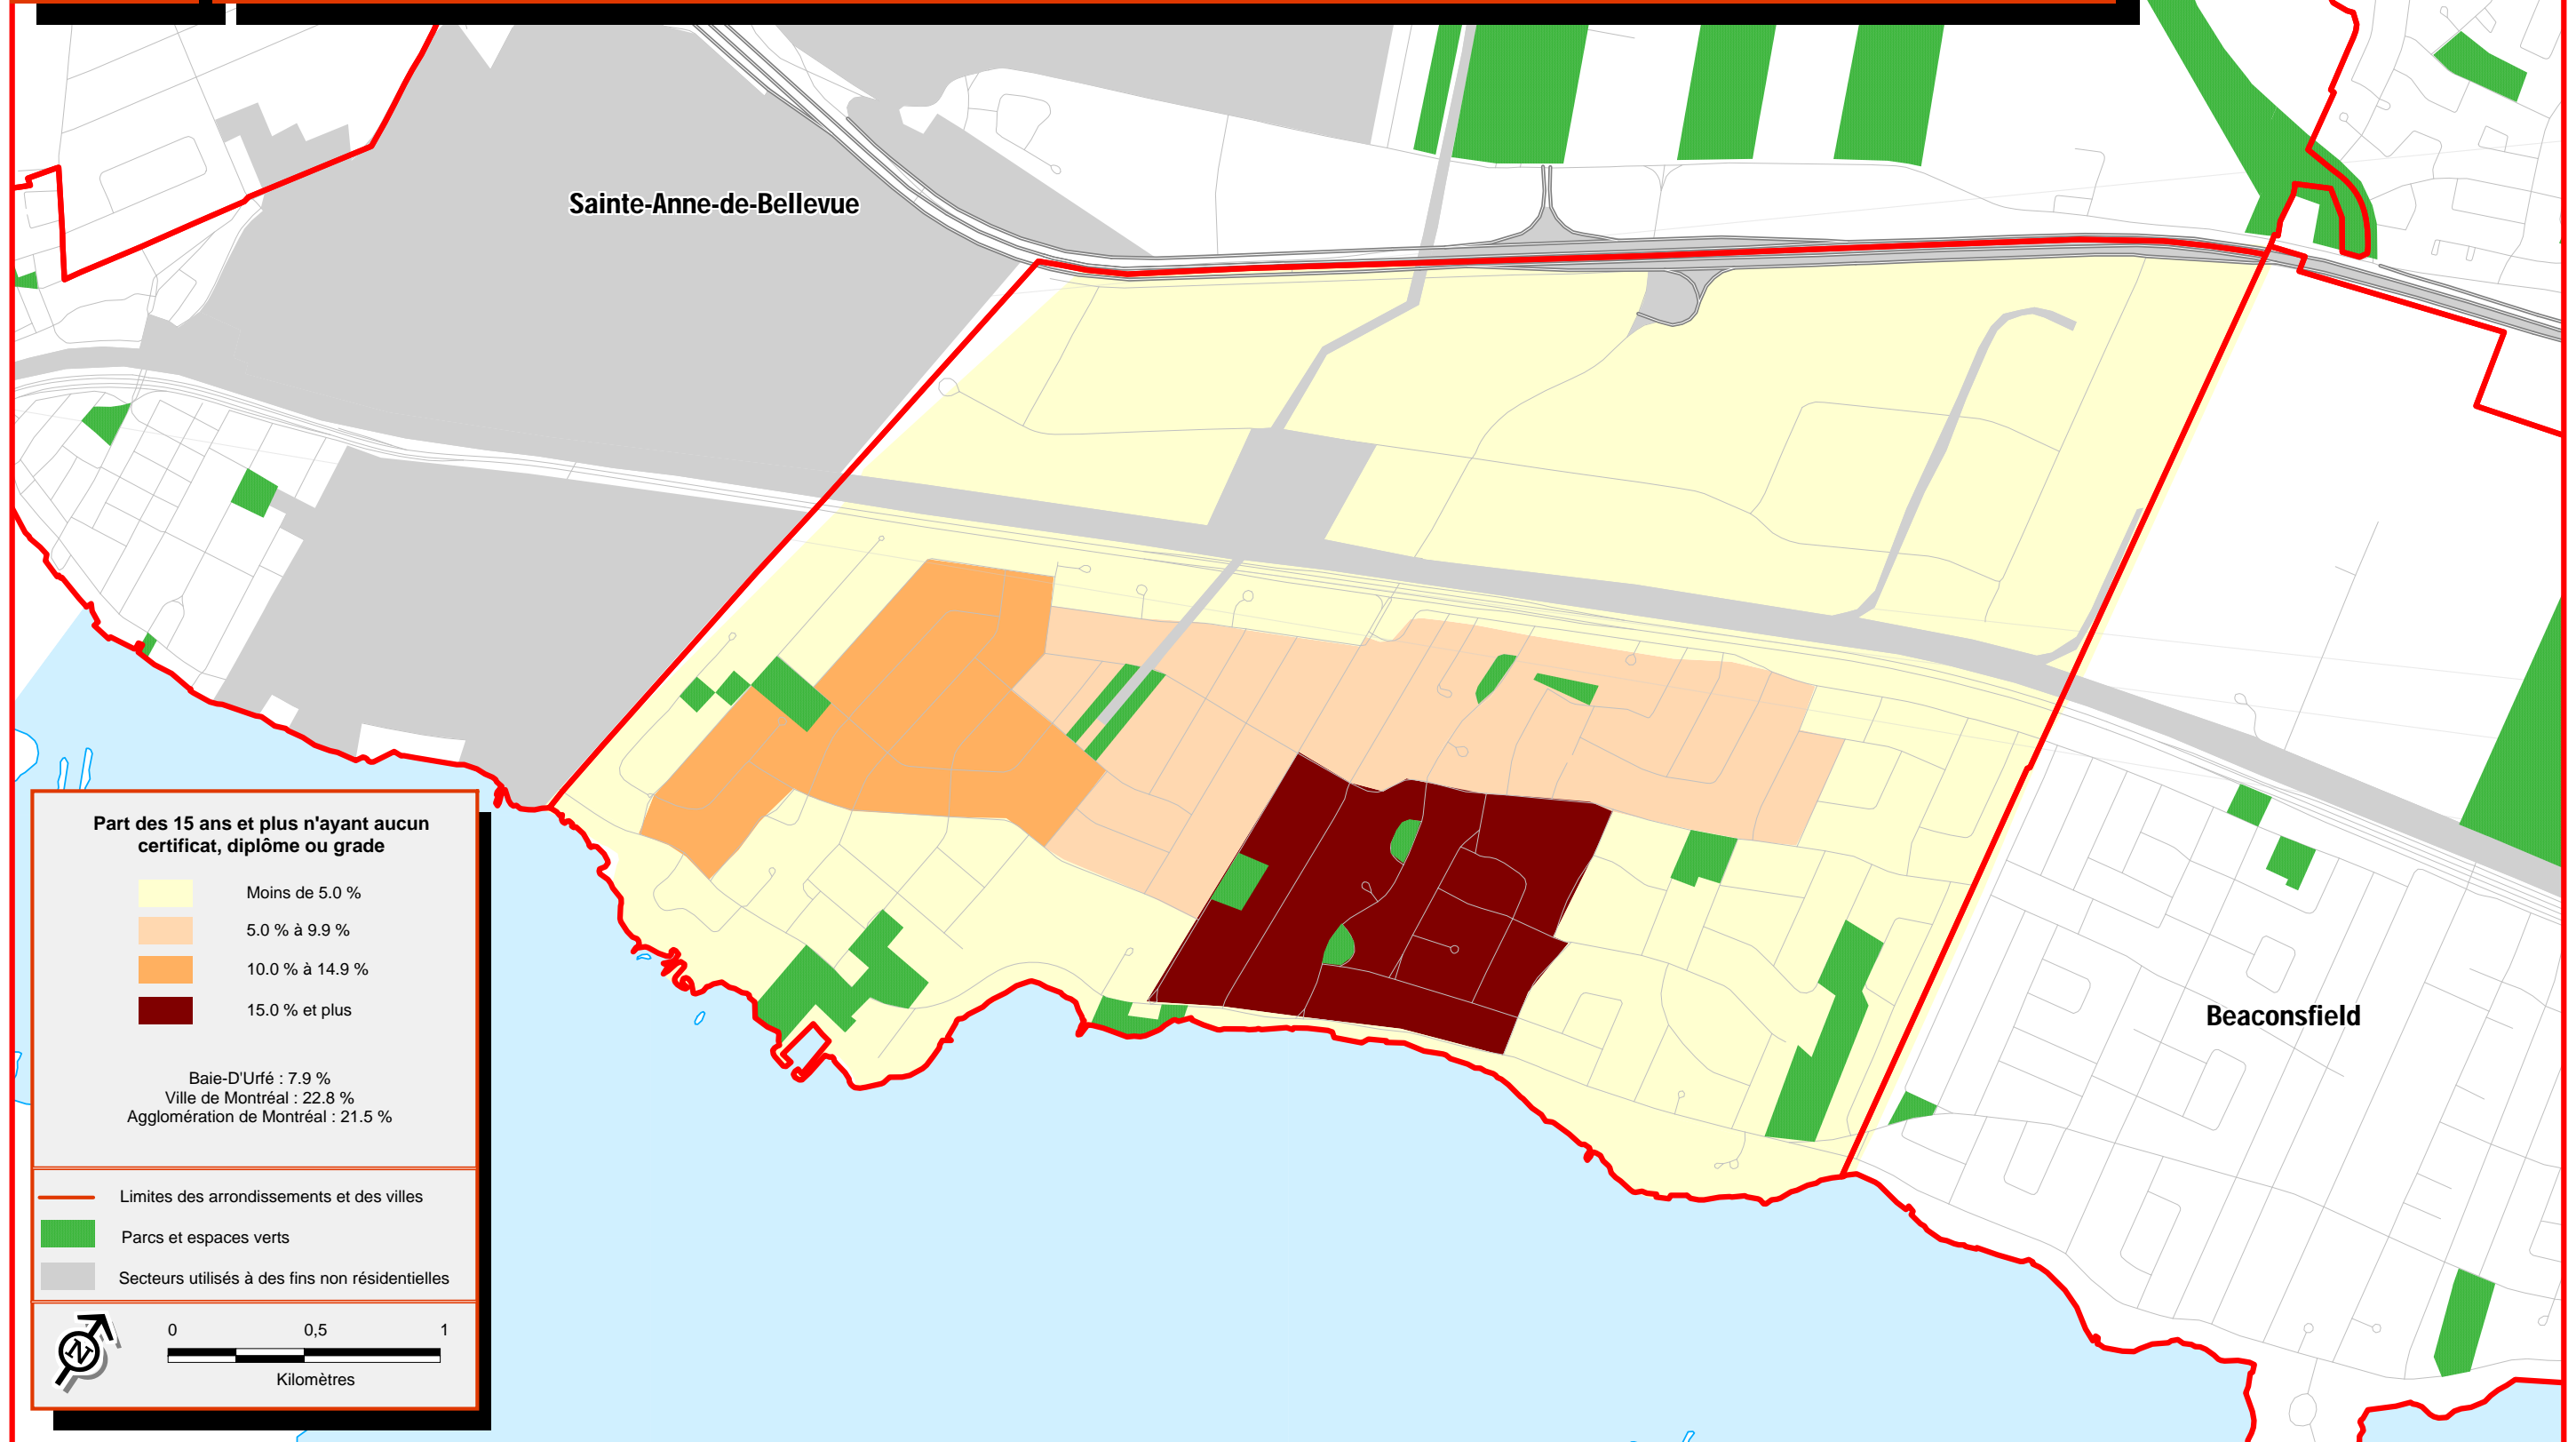 Sainte-Anne-de-Bellevue
Beaconsfield
Part des 15 ans et plus n'ayant aucun
certificat, diplôme ou grade
Moins de 5.0 %
5.0 % à 9.9 %
10.0 % à 14.9 %
15.0 % et plus
Baie-D'Urfé : 7.9 %
Ville de Montréal : 22.8 %
Agglomération de Montréal : 21.5 %
Limites des arrondissements et des villes
Parcs et espaces verts
Secteurs utilisés à des fins non résidentielles
N
0 0,5 1
Kilomètres